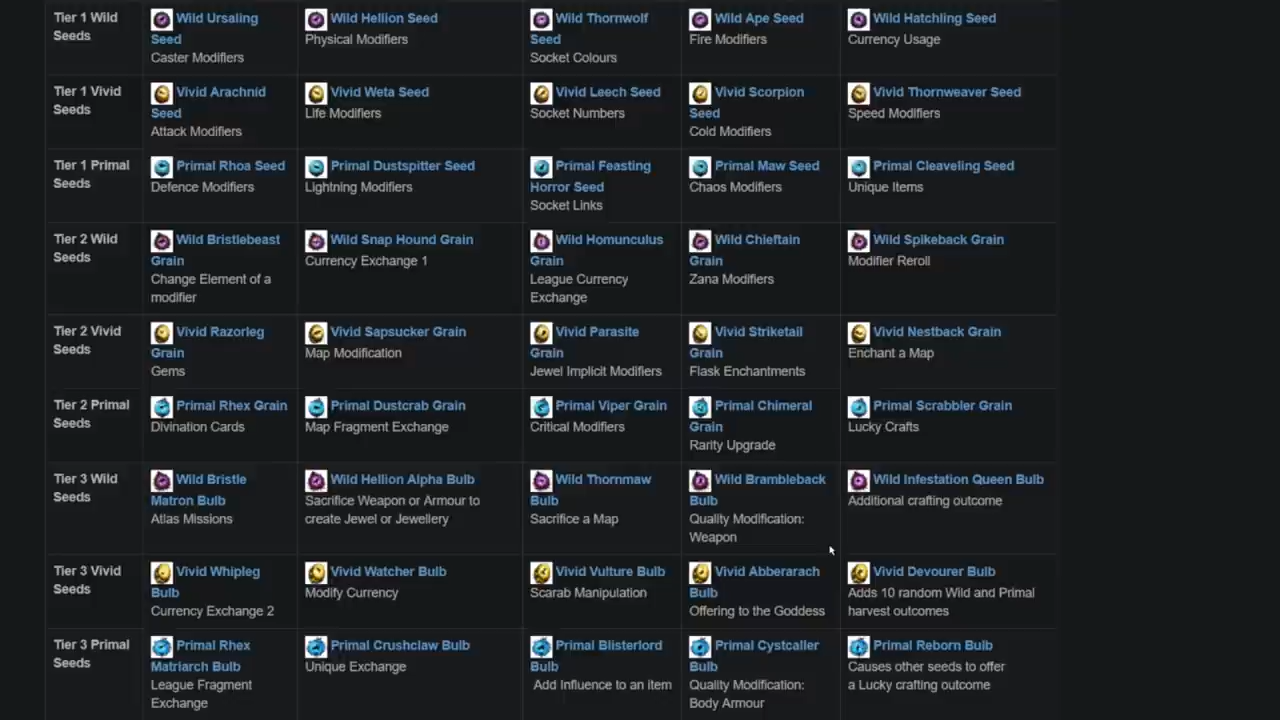 Tier 1 Wild Seeds
Wild Ursaling Seed
Caster Modifiers
Wild Hellion Seed
Physical Modifiers
Wild Thornwolf Seed
Socket Colours
Wild Ape Seed
Fire Modifiers
Wild Hatchling Seed
Currency Usage
Tier 1 Vivid Seeds
Vivid Arachnid Seed
Attack Modifiers
Vivid Weta Seed
Life Modifiers
Vivid Leech Seed
Socket Numbers
Vivid Scorpion Seed
Cold Modifiers
Vivid Thornweaver Seed
Speed Modifiers
Tier 1 Primal Seeds
Primal Rhoa Seed
Defence Modifiers
Primal Dustspitter Seed
Lightning Modifiers
Primal Feasting Horror Seed
Socket Links
Primal Maw Seed
Chaos Modifiers
Primal Cleaveling Seed
Unique Items
Tier 2 Wild Seeds
Wild Bristlebeast Grain
Change Element of a modifier
Wild Snap Hound Grain
Currency Exchange 1
Wild Homunculus Grain
League Currency Exchange
Wild Chieftain Grain
Zana Modifiers
Wild Spikeback Grain
Modifier Reroll
Tier 2 Vivid Seeds
Vivid Razorleg Grain
Gems
Vivid Sapsucker Grain
Map Modification
Vivid Parasite Grain
Jewel Implicit Modifiers
Vivid Striketail Grain
Flask Enchantments
Vivid Nestback Grain
Enchant a Map
Tier 2 Primal Seeds
Primal Rhex Grain
Divination Cards
Primal Dustcrab Grain
Map Fragment Exchange
Primal Viper Grain
Critical Modifiers
Primal Chimeral Grain
Rarity Upgrade
Primal Scrabbler Grain
Lucky Crafts
Tier 3 Wild Seeds
Wild Bristle Matron Bulb
Atlas Missions
Wild Hellion Alpha Bulb
Sacrifice Weapon or Armour to create Jewel or Jewellery
Wild Thornmaw Bulb
Sacrifice a Map
Wild Brambleback Bulb
Quality Modification: Weapon
Wild Infestation Queen Bulb
Additional crafting outcome
Tier 3 Vivid Seeds
Vivid Whipleg Bulb
Currency Exchange 2
Vivid Watcher Bulb
Modify Currency
Vivid Vulture Bulb
Scarab Manipulation
Vivid Abberarach Bulb
Offering to the Goddess
Vivid Devourer Bulb
Adds 10 random Wild and Primal harvest outcomes
Tier 3 Primal Seeds
Primal Rhex Matriarch Bulb
League Fragment Exchange
Primal Crushclaw Bulb
Unique Exchange
Primal Blisterlord Bulb
Add Influence to an item
Primal Cystcaller Bulb
Quality Modification: Body Armour
Primal Reborn Bulb
Causes other seeds to offer a Lucky crafting outcome